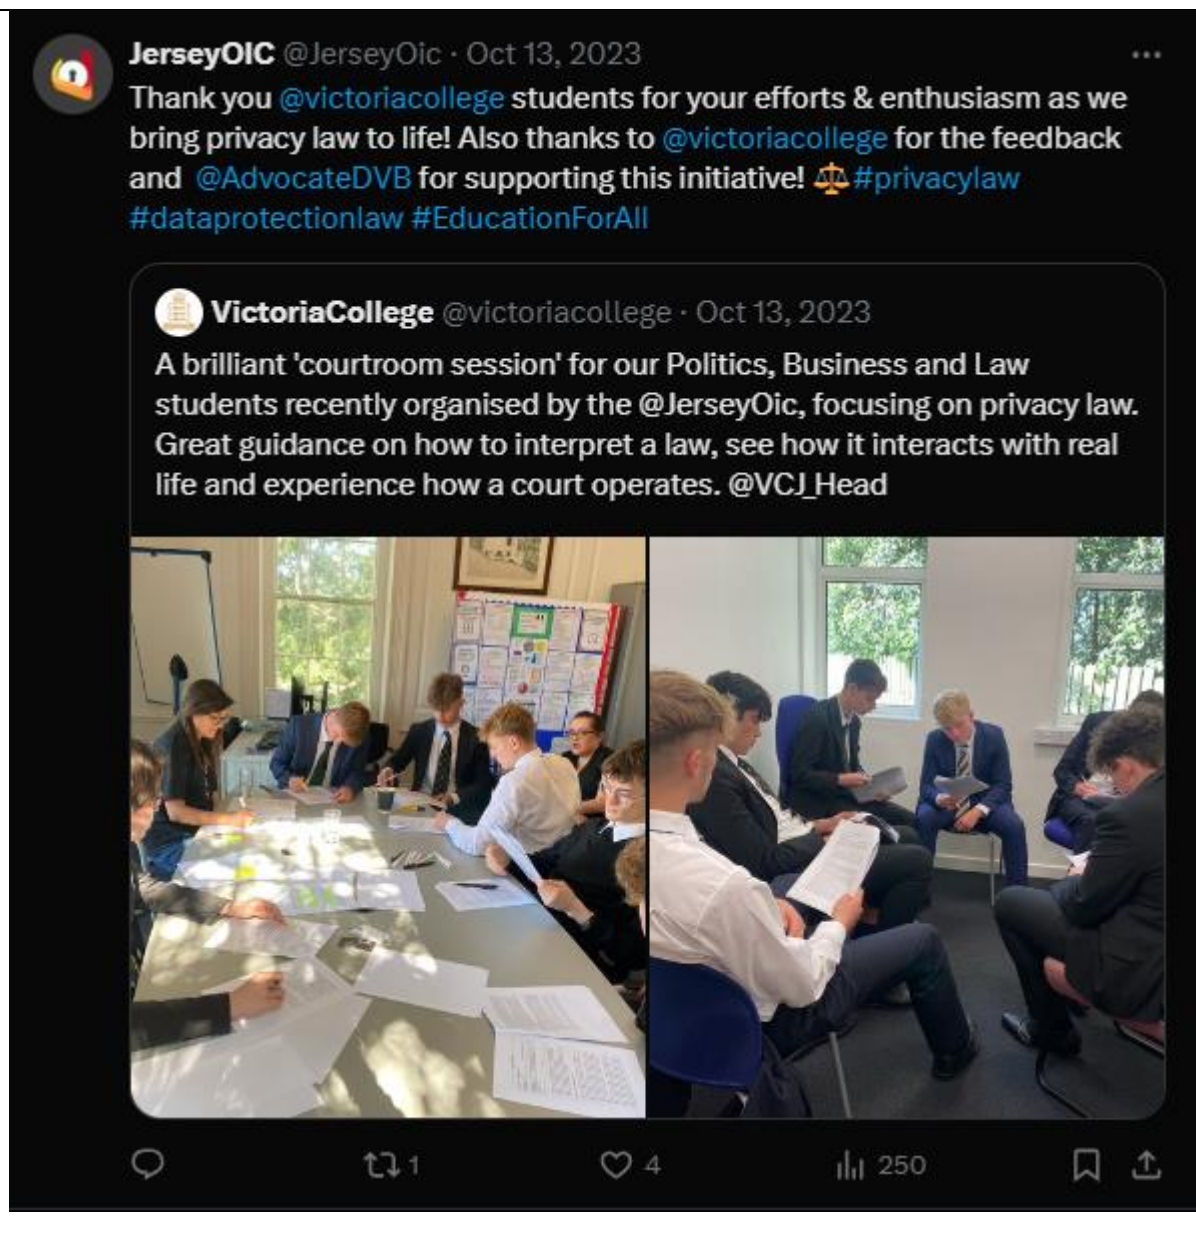 JerseyOIC @JerseyOic · Oct 13, 2023
Thank you @victoriacollege students for your efforts & enthusiasm as we
bring privacy law to life! Also thanks to @victoriacollege for the feedback
and @AdvocateDVB for supporting this initiative! ⚖️#privacylaw
#dataprotectionlaw #EducationForAll
VictoriaCollege @victoriacollege · Oct 13, 2023
A brilliant 'courtroom session' for our Politics, Business and Law
students recently organised by the @JerseyOic, focusing on privacy law.
Great guidance on how to interpret a law, see how it interacts with real
life and experience how a court operates. @VCJ_Head
1 4 250